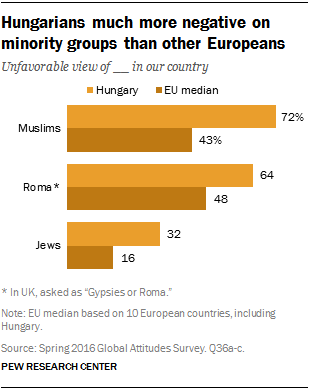 Hungarians much more negative on
minority groups than other Europeans
Unfavorable view of __ in our country
Hungary EU median
Muslims 72%
43%
Roma* 64
48
Jews 32
16
* In UK, asked as “Gypsies or Roma.”
Note: EU median based on 10 European countries, including
Hungary.
Source: Spring 2016 Global Attitudes Survey. Q36a-c.
PEW RESEARCH CENTER